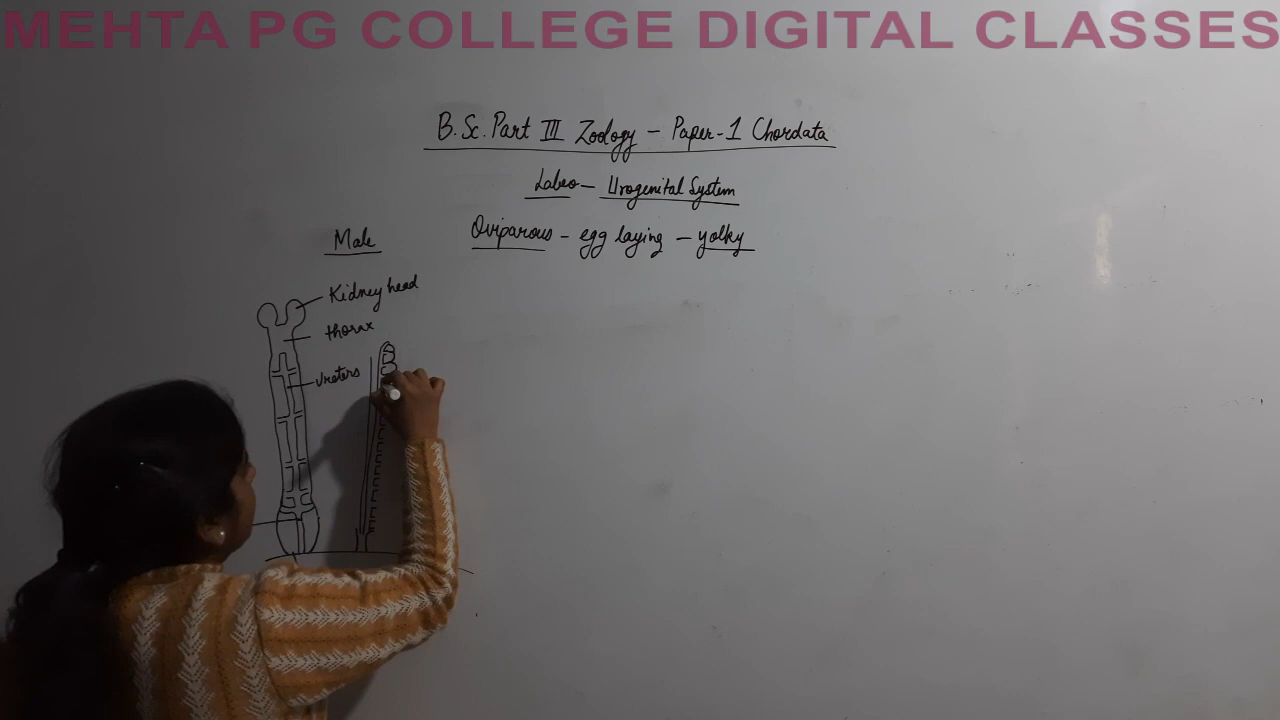 MEHTA PG COLLEGE DIGITAL CLASSES
B.Sc. Part III Zoology - Paper-1 Chordata
Labeo - Urogenital System
Oviparous - egg laying - yolky
Male
Kidney head
thorax
Ureters